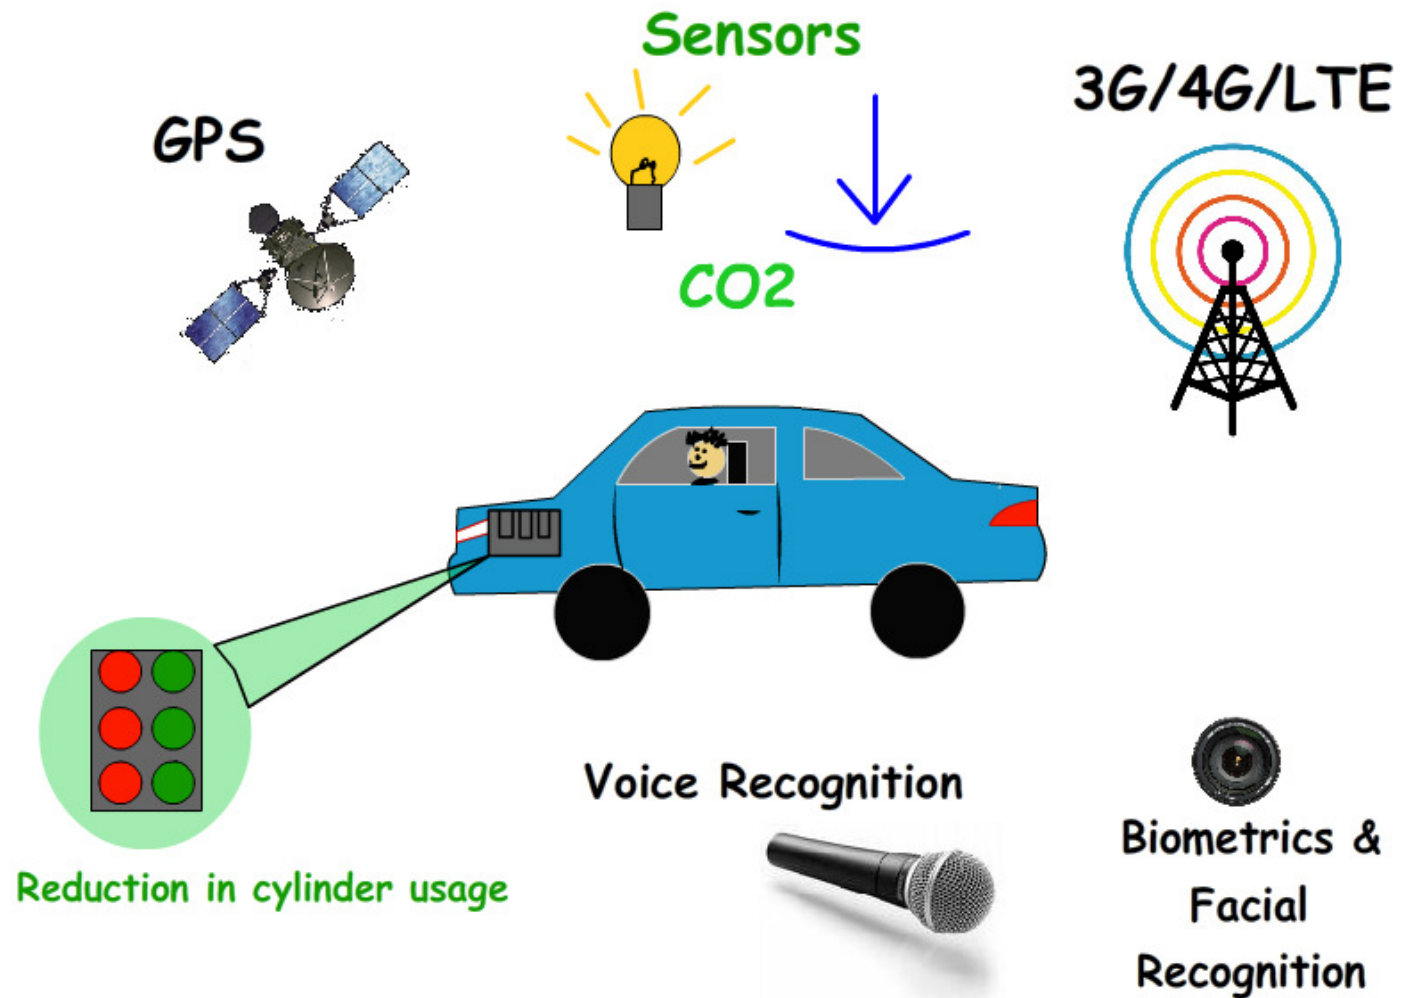 Sensors
3G/4G/LTE
GPS
CO2
Voice Recognition
Biometrics &
Facial
Recognition
Reduction in cylinder usage